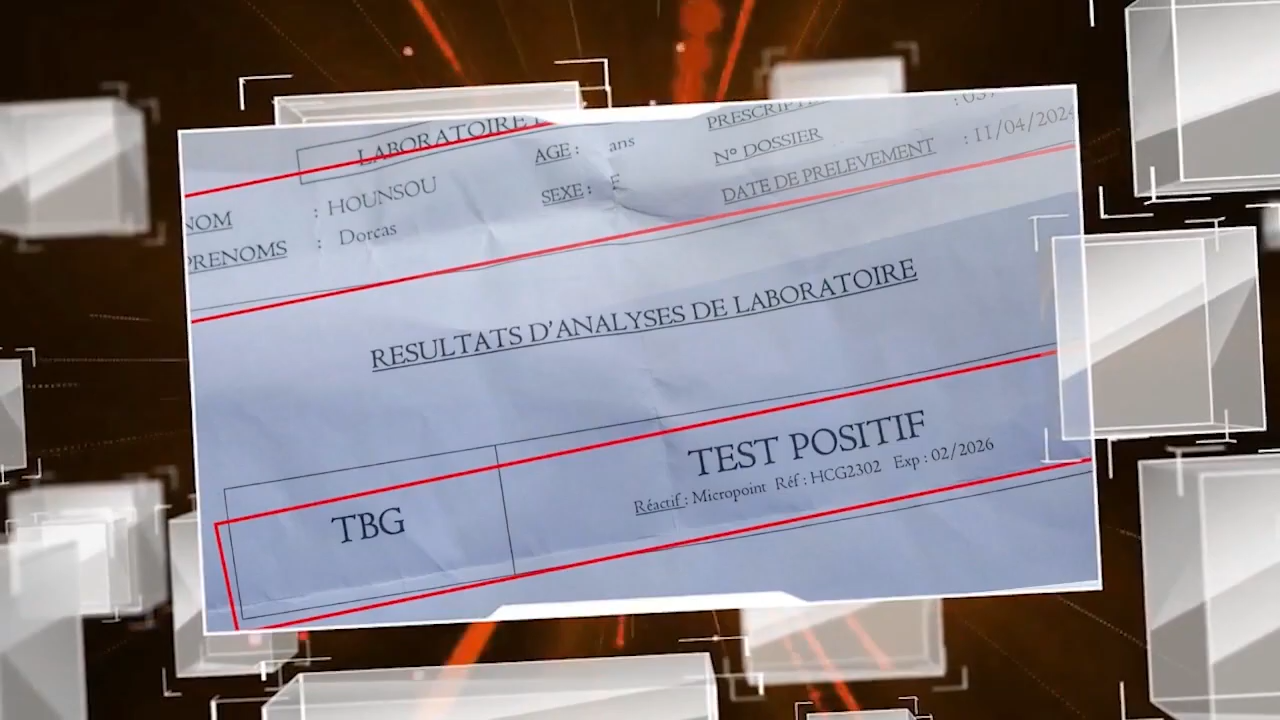 LABORATOIRE
NOM : HOUNSOU
PRENOMS : Dorcas
AGE : ans
SEXE : F
PRESCRIPT
N° DOSSIER
DATE DE PRELEVEMENT : 11/04/2024
RESULTATS D'ANALYSES DE LABORATOIRE
TBG
TEST POSITIF
Réactif : Micropoint Réf : HCG2302 Exp : 02/2026